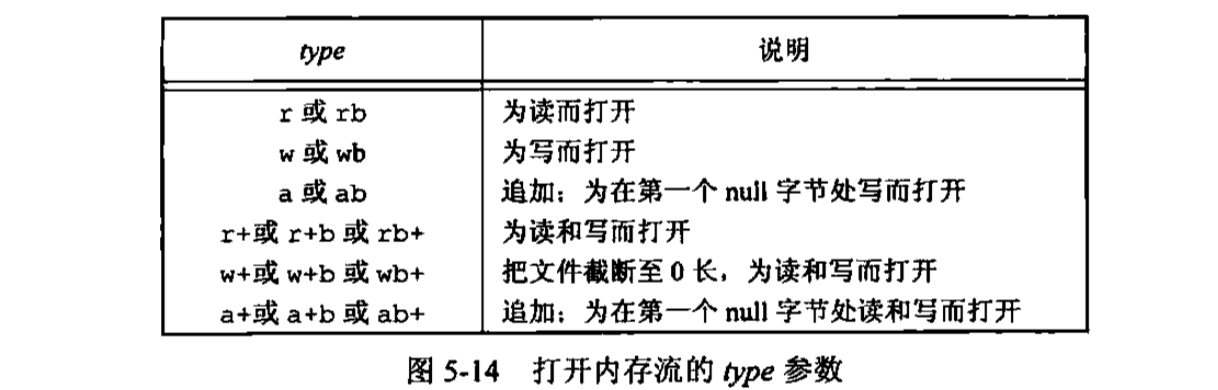 type 说明
r 或 rb 为读而打开
w 或 wb 为写而打开
a 或 ab 追加：为在第一个 null 字节处写而打开
r+或 r+b 或 rb+ 为读和写而打开
w+或 w+b 或 wb+ 把文件截断至 0 长，为读和写而打开
a+或 a+b 或 ab+ 追加：为在第一个 null 字节处读和写而打开
图 5-14 打开内存流的 type 参数